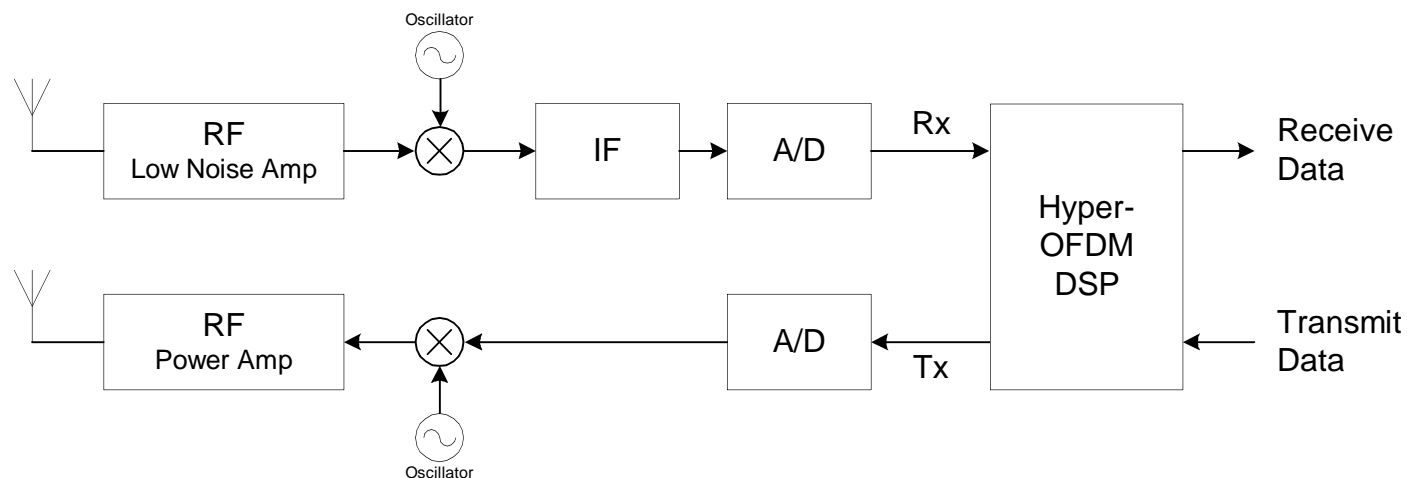 Oscillator
RF
Low Noise Amp
IF
A/D
Rx
Hyper-
OFDM
DSP
Receive
Data
RF
Power Amp
A/D
Tx
Transmit
Data
Oscillator